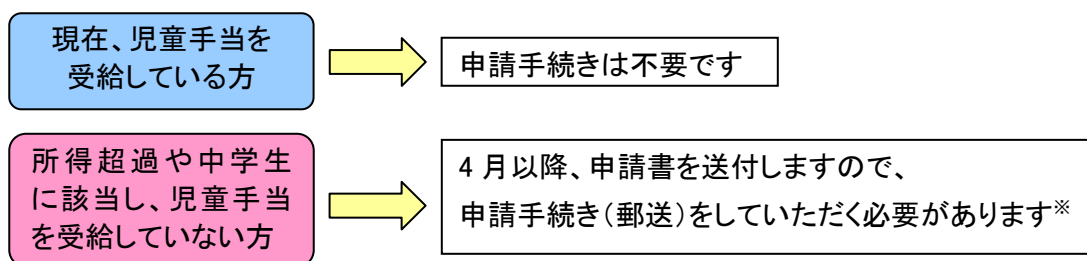 現在、児童手当を
受給している方
申請手続きは不要です
所得超過や中学生
に該当し、児童手当
を受給していない方
4月以降、申請書を送付しますので、
申請手続き(郵送)をしていただく必要があります※